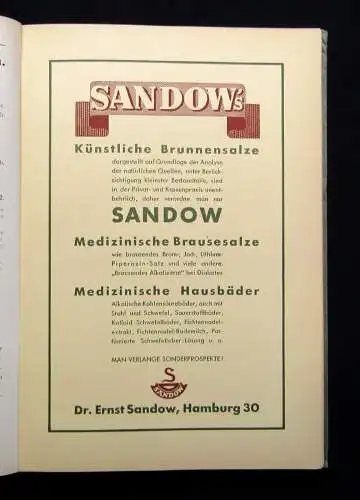 SANDOW's
Künstliche Brunnensalze
dargestellt auf Grundlage der Analyse
der natürlichen Quellen, unter Berück-
sichtigung kleinster Bestandteile, sind
in der Privat- und Kassenpraxis unent-
behrlich, daher verordne man nur
SANDOW
Medizinische Brausesalze
wie brausendes Brom-, Jod-, Lithium-
Piperazin-Salz und viele andere.
„Brausendes Alkalizitrat" bei Diabetes
Medizinische Hausbäder
Alkalische Kohlensäurebäder, auch mit
Stahl und Schwefel, Sauerstoffbäder,
Kolloid Schwefelbäder, Fichtennadel-
extrakt, Fichtennadel-Bademilch, Par-
fümierte Schwefelleber-Lösung u. a.
MAN VERLANGE SONDERPROSPEKTE!
S
SANDOW
Dr. Ernst Sandow, Hamburg 30